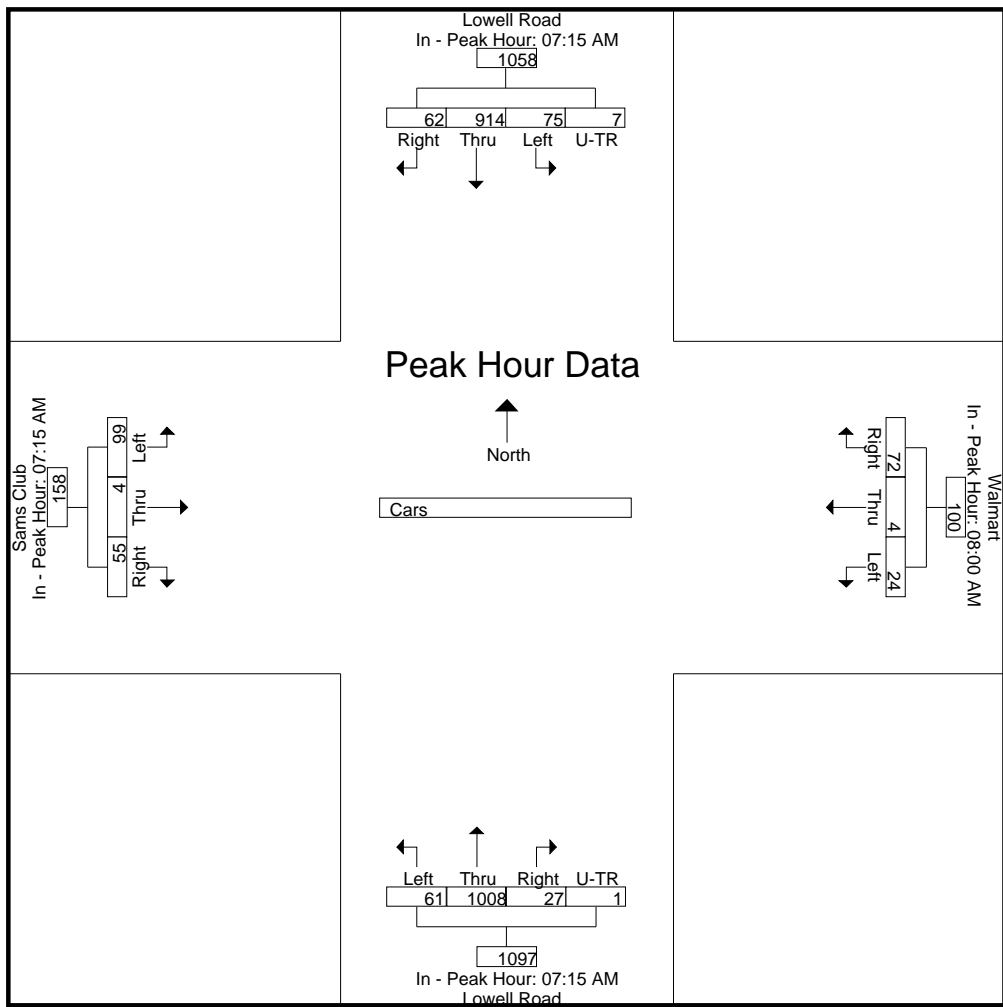 Lowell Road
In - Peak Hour: 07:15 AM
1058
62 914 75 7
Right Thru Left U-TR
Peak Hour Data
North
Cars
Sams Club
In - Peak Hour: 07:15 AM
158
99 4 55
Left Thru Right
Walmart
In - Peak Hour: 08:00 AM
100
72 4 24
Right Thru Left
Left Thru Right U-TR
61 1008 27 1
1097
In - Peak Hour: 07:15 AM
Lowell Road